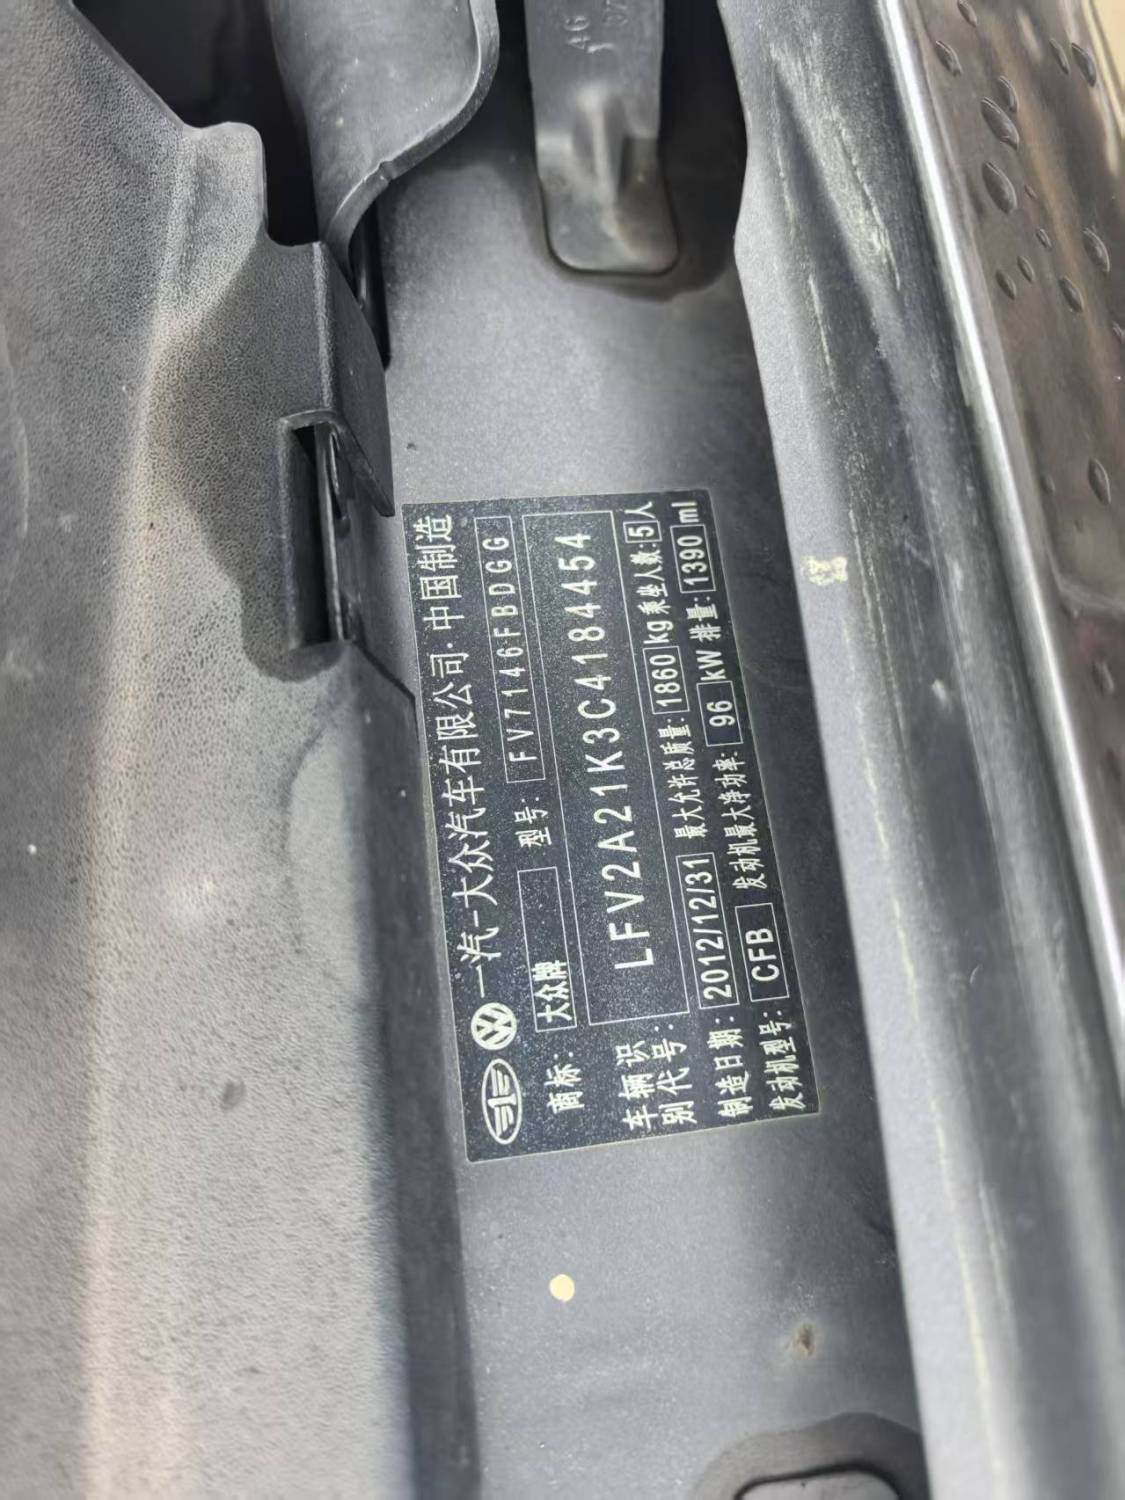 一汽-大众汽车有限公司·中国制造
商标: 大众牌 型号: FV7146FBDGG
车辆识别代号: LFV2A21K3C4184454
制造日期: 2012/12/31 最大允许总质量: 1860 kg 乘坐人数: 5 人
发动机型号: CFB 发动机最大净功率: 96 kW 排量: 1390 ml
46